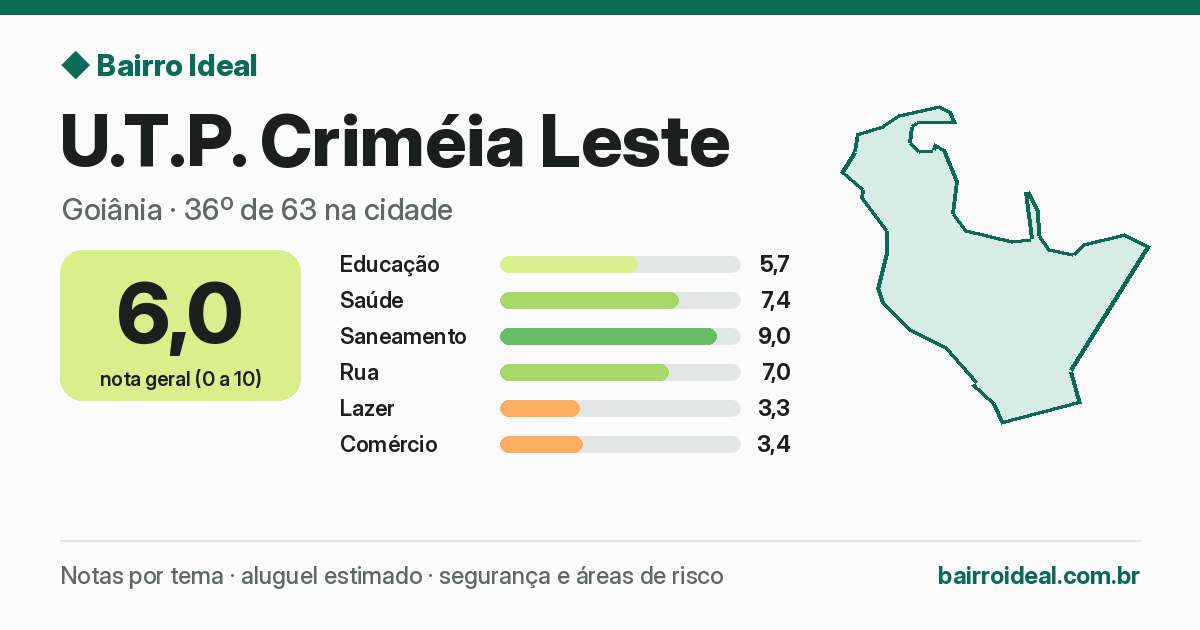 Bairro Ideal
U.T.P. Criméia Leste
Goiânia · 36º de 63 na cidade
6,0
nota geral (0 a 10)
Educação 5,7
Saúde 7,4
Saneamento 9,0
Rua 7,0
Lazer 3,3
Comércio 3,4
Notas por tema · aluguel estimado · segurança e áreas de risco
bairroideal.com.br